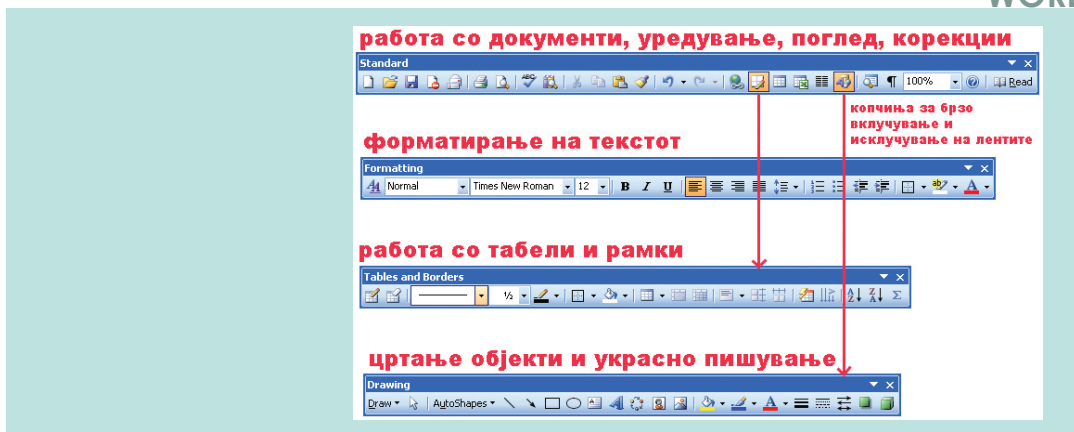 работа со документи, уредување, поглед, корекции
Standard
100% Read
копчиња за брзо
вклучување и
исклучување на лентите
форматирање на текстот
Formatting
Normal Times New Roman 12 B I U
работа со табели и рамки
Tables and Borders
½
цртање објекти и украсно пишување
Drawing
Draw AutoShapes